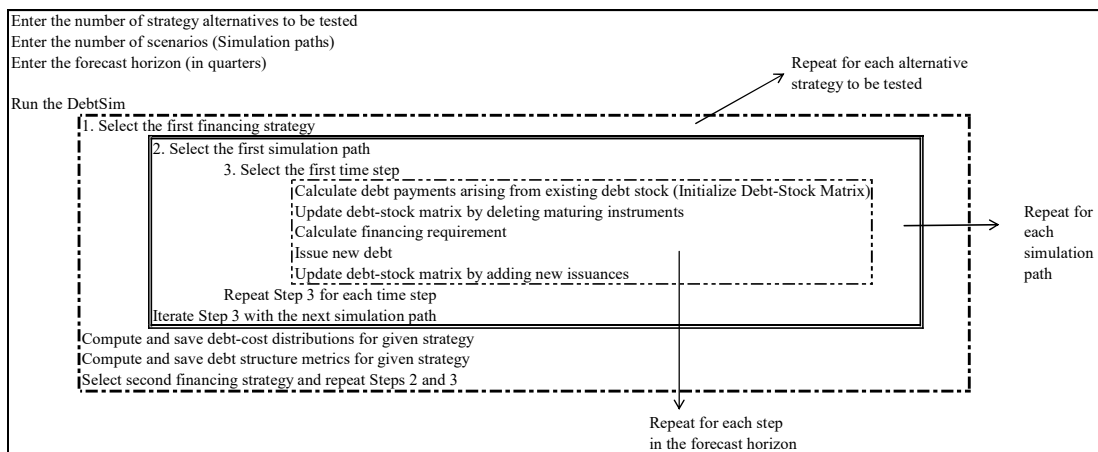 Enter the number of strategy alternatives to be tested
Enter the number of scenarios (Simulation paths)
Enter the forecast horizon (in quarters)
Repeat for each alternative
strategy to be tested
Run the DebtSim
1. Select the first financing strategy
2. Select the first simulation path
3. Select the first time step
Calculate debt payments arising from existing debt stock (Initialize Debt-Stock Matrix)
Update debt-stock matrix by deleting maturing instruments
Calculate financing requirement
Issue new debt
Update debt-stock matrix by adding new issuances
Repeat for
each
simulation
path
Repeat Step 3 for each time step
Iterate Step 3 with the next simulation path
Compute and save debt-cost distributions for given strategy
Compute and save debt structure metrics for given strategy
Select second financing strategy and repeat Steps 2 and 3
Repeat for each step
in the forecast horizon